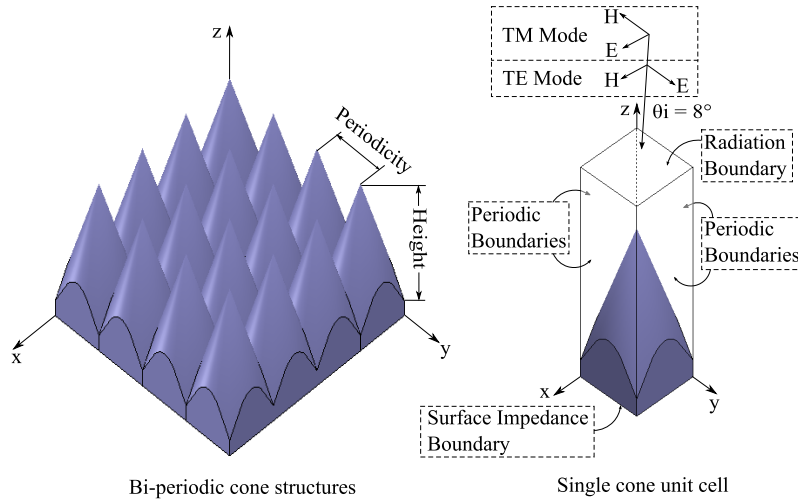 z
Periodicity
Height
x
y
Bi-periodic cone structures
TM Mode
H
E
TE Mode
H
E
z
θi = 8°
Radiation
Boundary
Periodic
Boundaries
Periodic
Boundaries
x
y
Surface Impedance
Boundary
Single cone unit cell